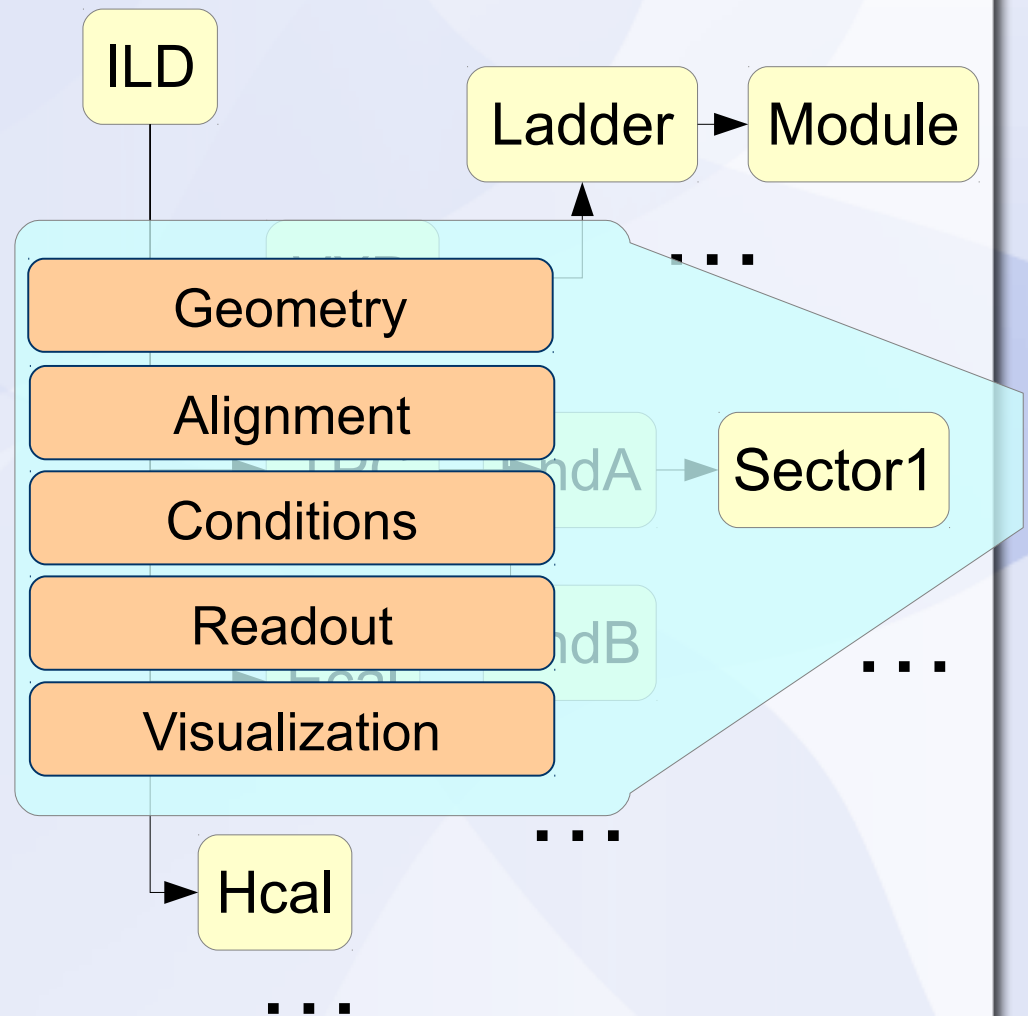 ILD
Ladder
Module
...
Geometry
Alignment
Sector1
Conditions
Readout
...
Visualization
...
Hcal
...